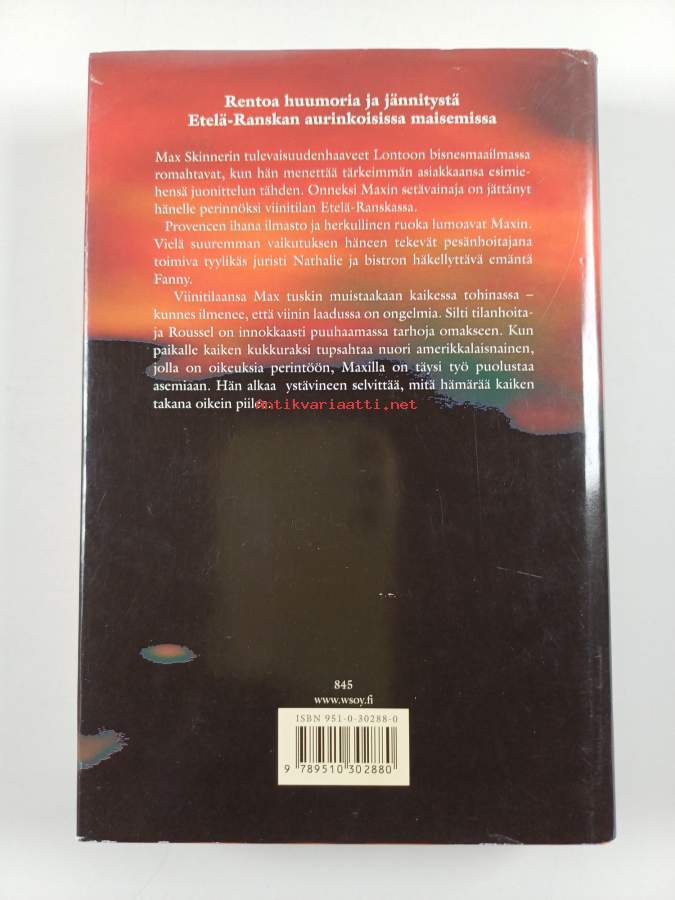 Rentoa huumoria ja jännitystä
Etelä-Ranskan aurinkoisissa maisemissa
Max Skinnerin tulevaisuudenhaaveet Lontoon bisnesmaailmassa
romahtavat, kun hän menettää tärkeimmän asiakkaansa esimie-
hensä juonittelun tähden. Onneksi Maxin setävainaja on jättänyt
hänelle perinnöksi viinitilan Etelä-Ranskassa.
Provencen ihana ilmasto ja herkullinen ruoka lumoavat Maxin.
Vielä suuremman vaikutuksen häneen tekevät pesänhoitajana
toimiva tyylikäs juristi Nathalie ja bistron häkellyttävä emäntä
Fanny.
Viinitilaansa Max tuskin muistaakaan kaikessa tohinassa –
kunnes ilmenee, että viinin laadussa on ongelmia. Silti tilanhoita-
ja Roussel on innokkaasti puuhaamassa tarhoja omakseen. Kun
paikalle kaiken kukkuraksi tupsahtaa nuori amerikkalaisnainen,
jolla on oikeuksia perintöön, Maxilla on täysi työ puolustaa
asemiaan. Hän alkaa ystävineen selvittää, mitä hämärää kaiken
takana oikein piilee.
antikvariaatti.net
845
www.wsoy.fi
ISBN 951-0-30288-0
9 789510 302880